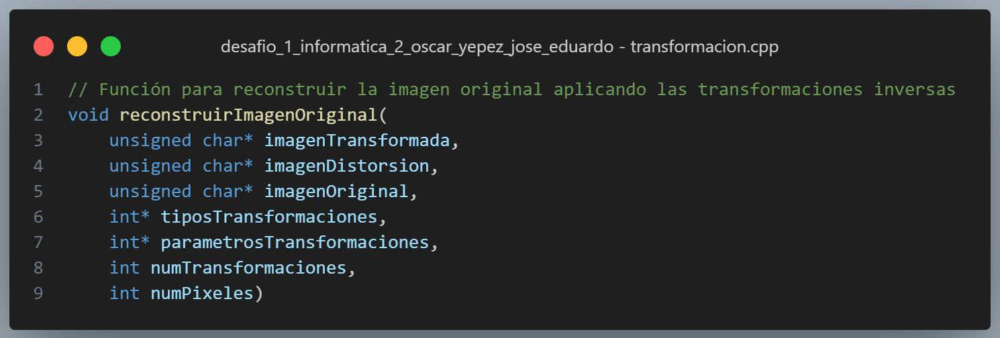 desafio_1_informatica_2_oscar_yepez_jose_eduardo - transformacion.cpp
1 // Función para reconstruir la imagen original aplicando las transformaciones inversas
2 void reconstruirImagenOriginal(
3     unsigned char* imagenTransformada,
4     unsigned char* imagenDistorsion,
5     unsigned char* imagenOriginal,
6     int* tiposTransformaciones,
7     int* parametrosTransformaciones,
8     int numTransformaciones,
9     int numPixeles)